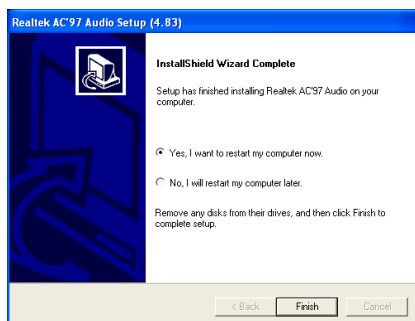 Realtek AC'97 Audio Setup (4.83)
InstallShield Wizard Complete
Setup has finished installing Realtek AC'97 Audio on your
computer.
Yes, I want to restart my computer now.
No, I will restart my computer later.
Remove any disks from their drives, and then click Finish to
complete setup.
< Back Finish Cancel